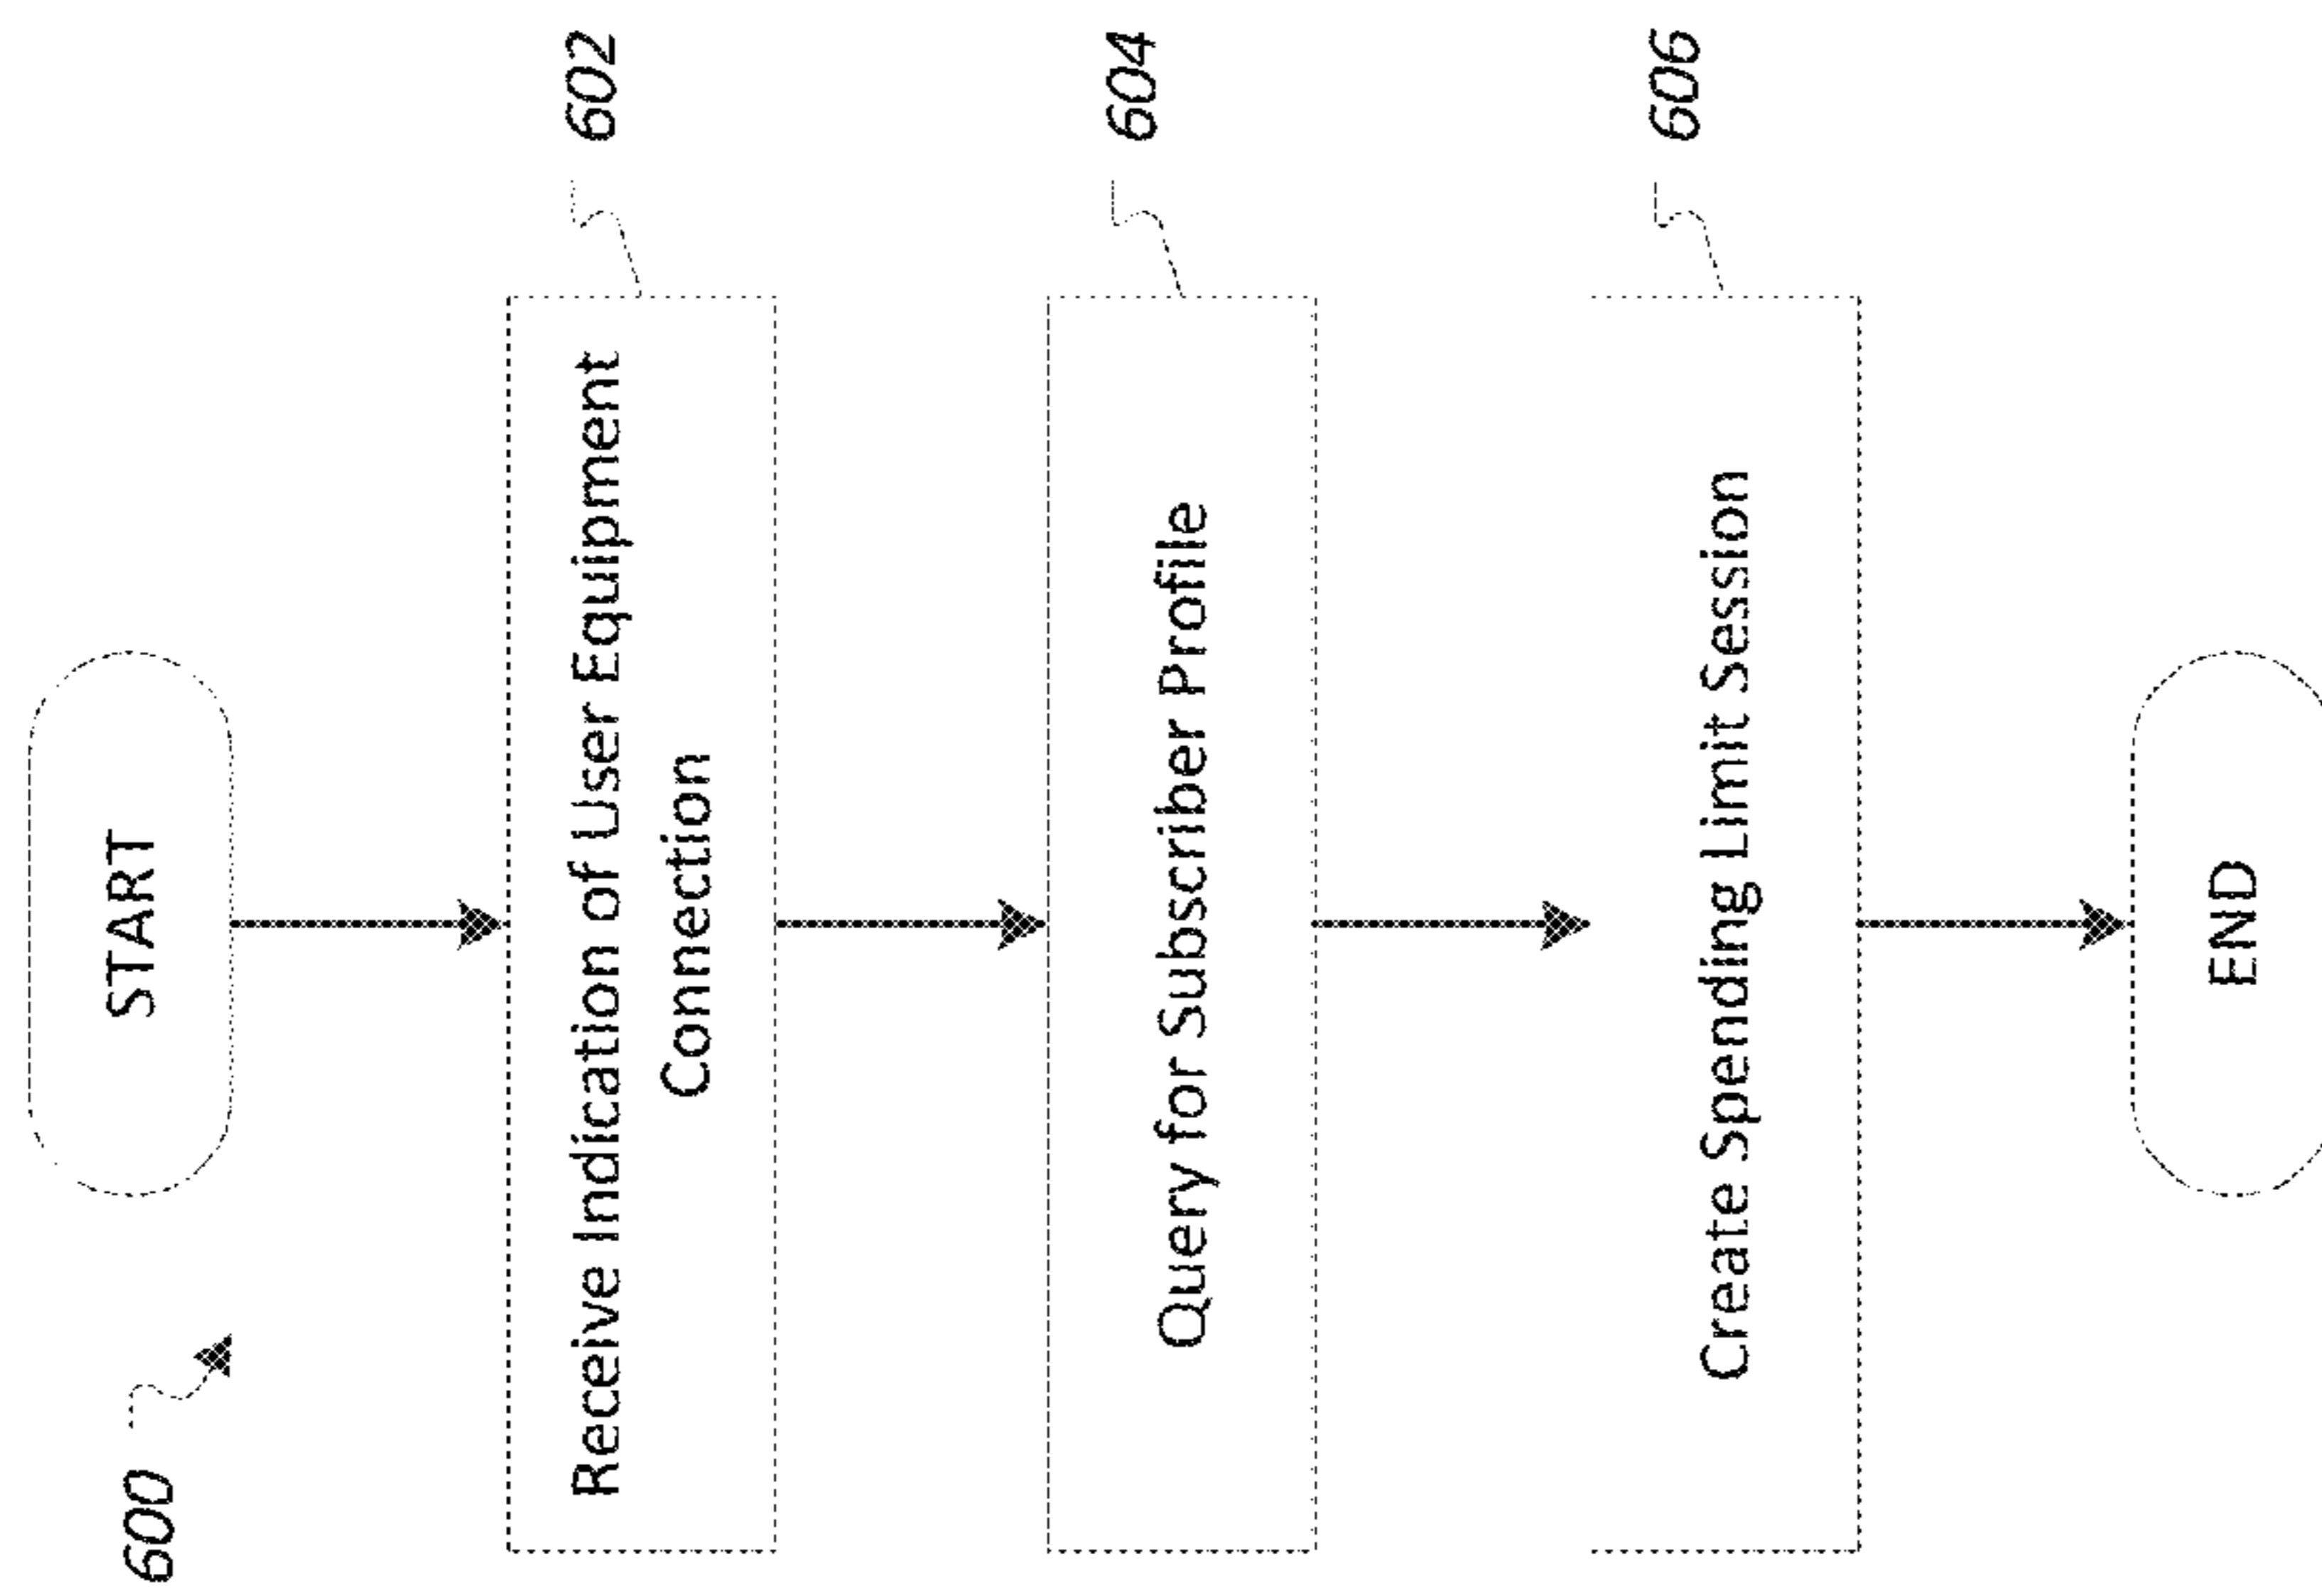 600
START
Receive Indication of User Equipment
Connection
602
Query for Subscriber Profile
604
Create Spending Limit Session
606
END